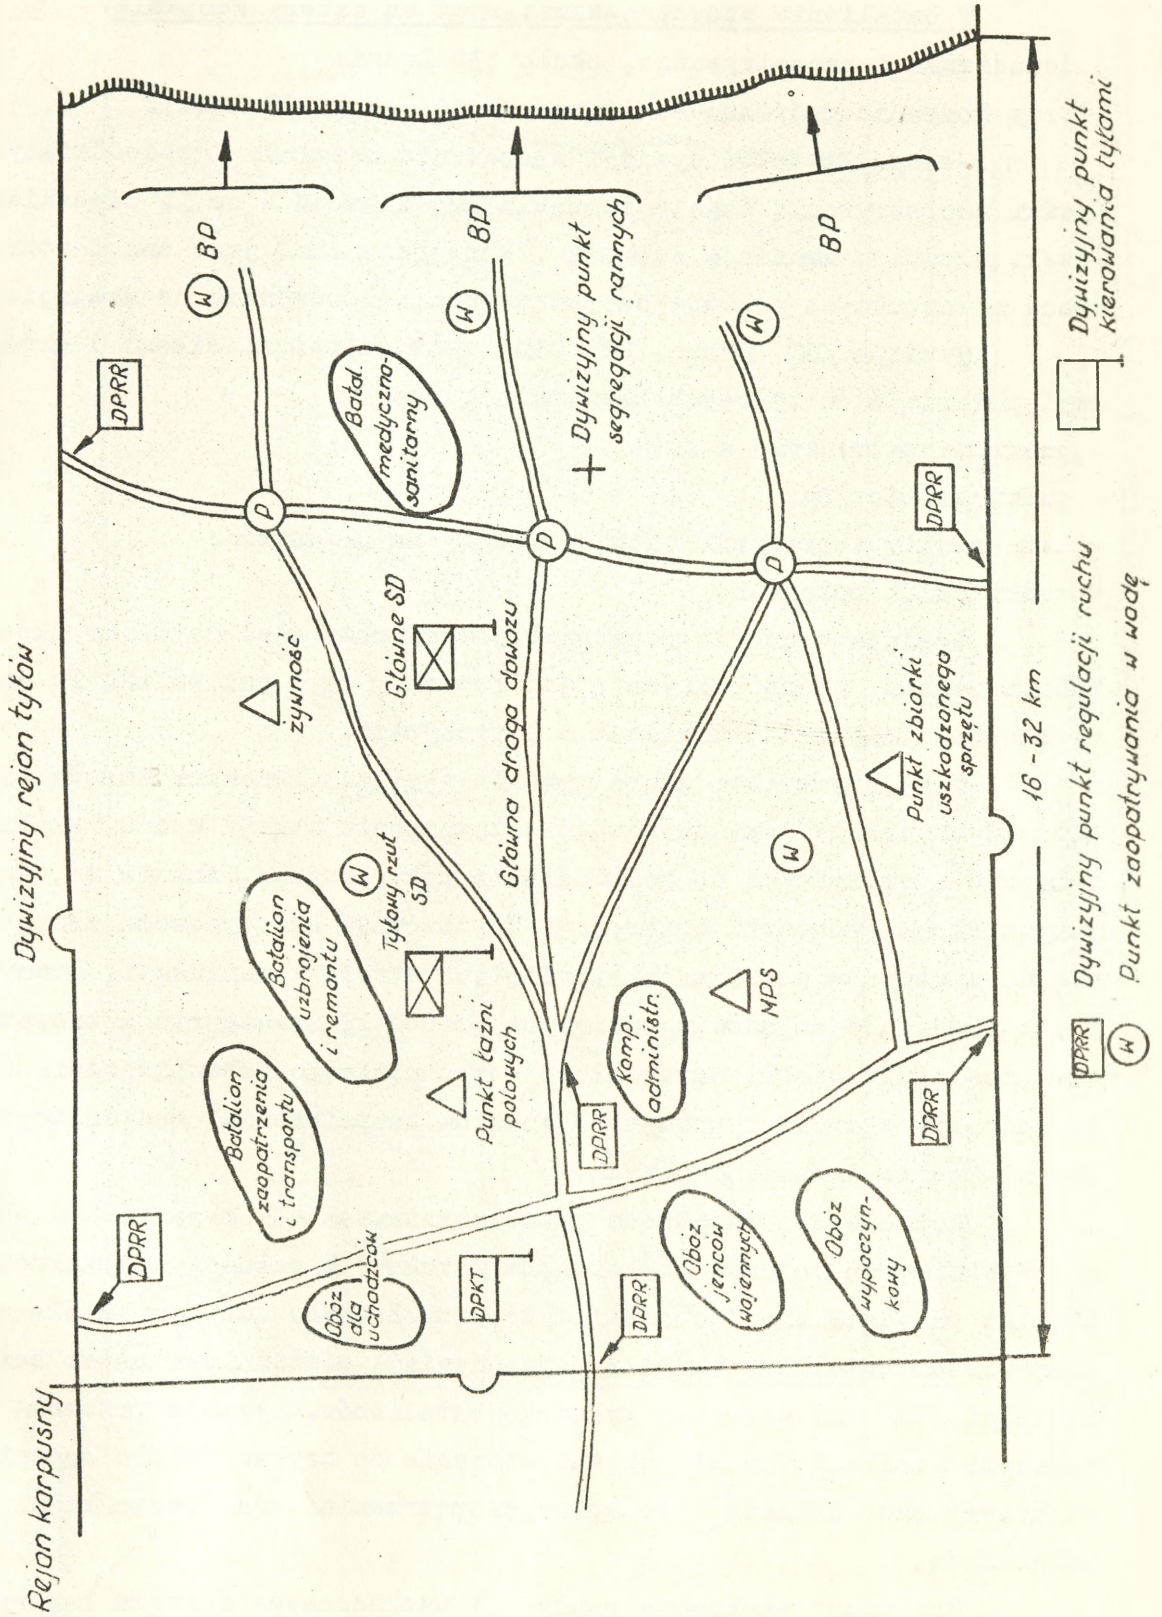 Dywizyjny rejon tyłów
Rejon korpuśny
DPRR
DPRR
Batalion
zaopatrzenia
i transportu
Batalion
uzbrojenia
i remontu
W
Tyłowy rzut
SD
żywność
Główne SD
Batal.
medyczno-
sanitarny
W
BP
W
BP
Punkt łaźni
polowych
Główna droga dowozu
P
P
P
Dywizyjny punkt
segregacji rannych
Obóz
dla
uchodźców
DPKT
DPRR
DPRR
Komp.
administr.
MPS
W
W
BP
Obóz
jeńców
wojennych
Obóz
wypoczyn-
kowy
DPRR
Punkt zbiórki
uszkodzonego
sprzętu
DPRR
16 - 32 km
DPRR
Dywizyjny punkt regulacji ruchu
W
Punkt zaopatrywania w wodę
Dywizyjny punkt
kierowania tyłami